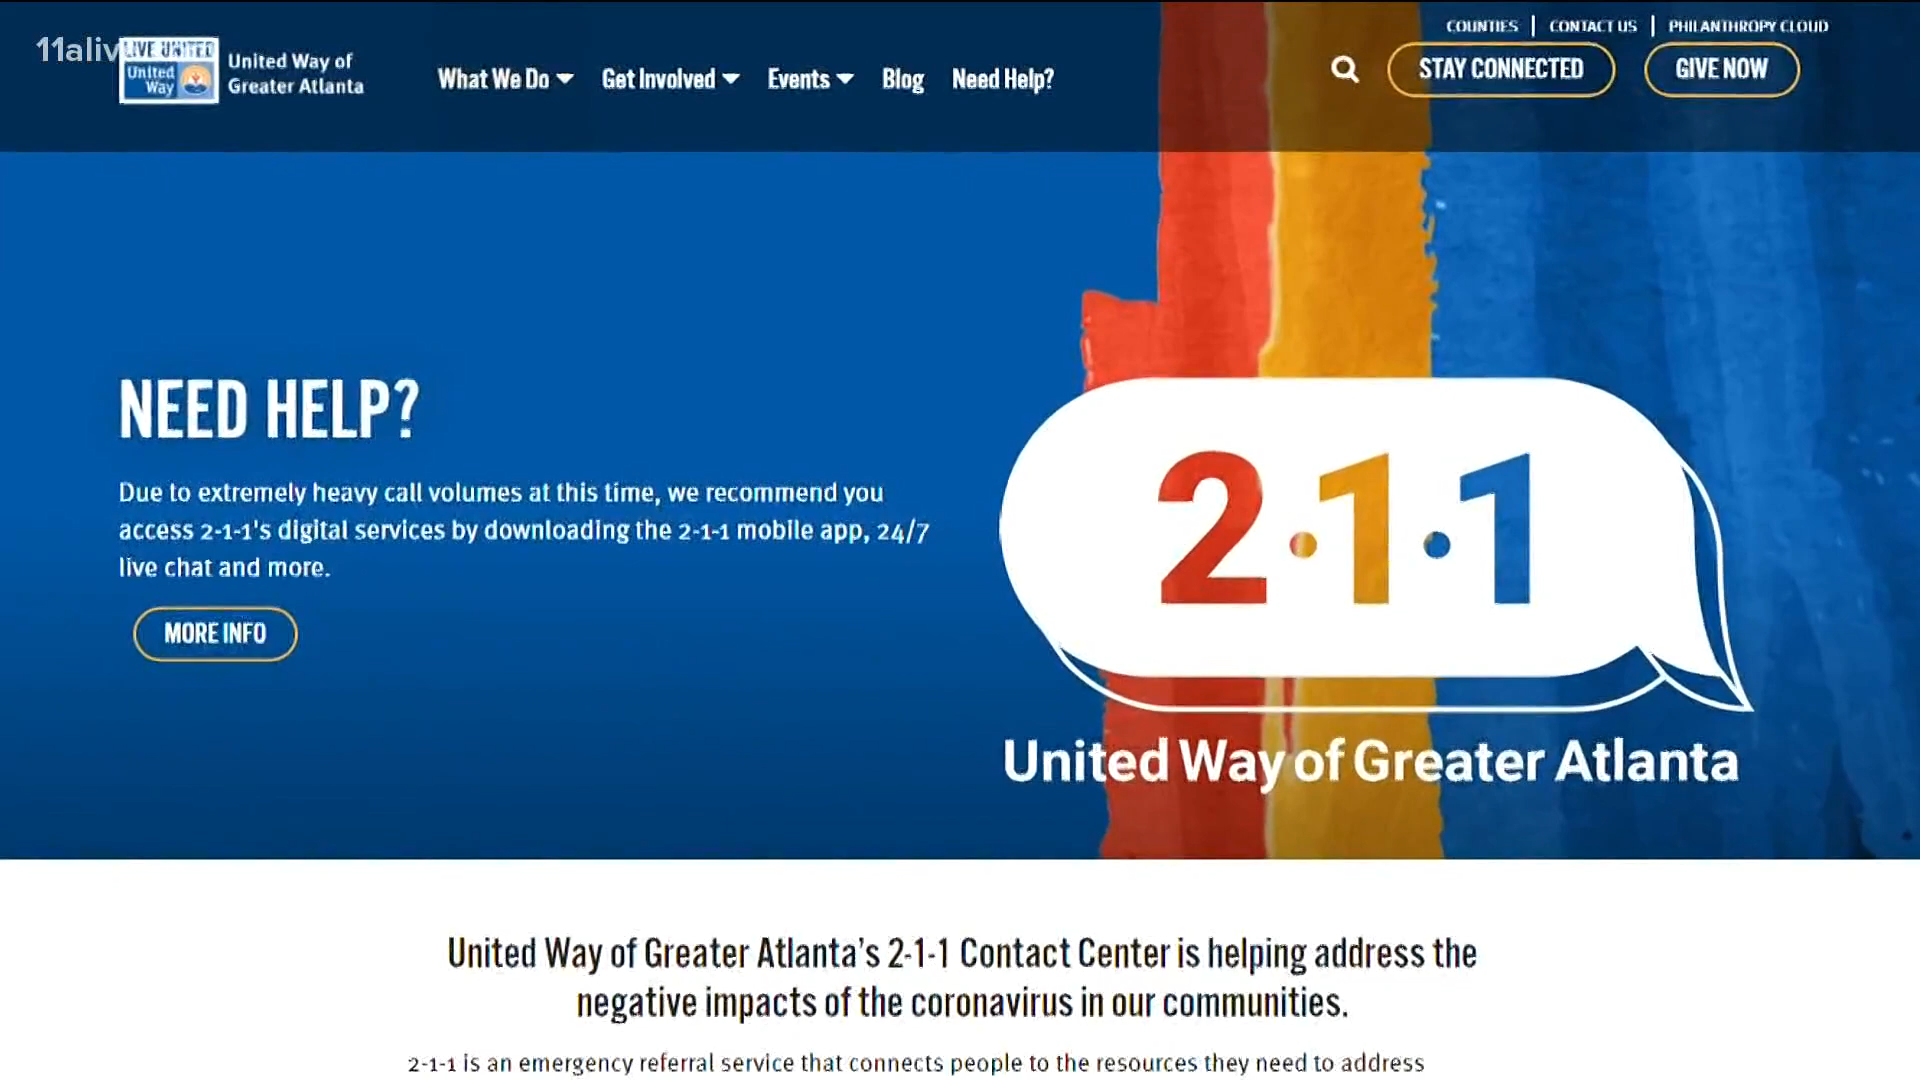 COUNTIES | CONTACT US | PHILANTHROPY CLOUD
11aliv
LIVE UNITED
United
Way
United Way of
Greater Atlanta
What We Do Get Involved Events Blog Need Help?
STAY CONNECTED GIVE NOW
NEED HELP?
Due to extremely heavy call volumes at this time, we recommend you
access 2-1-1's digital services by downloading the 2-1-1 mobile app, 24/7
live chat and more.
MORE INFO
2·1·1
United Way of Greater Atlanta
United Way of Greater Atlanta’s 2-1-1 Contact Center is helping address the
negative impacts of the coronavirus in our communities.
2-1-1 is an emergency referral service that connects people to the resources they need to address